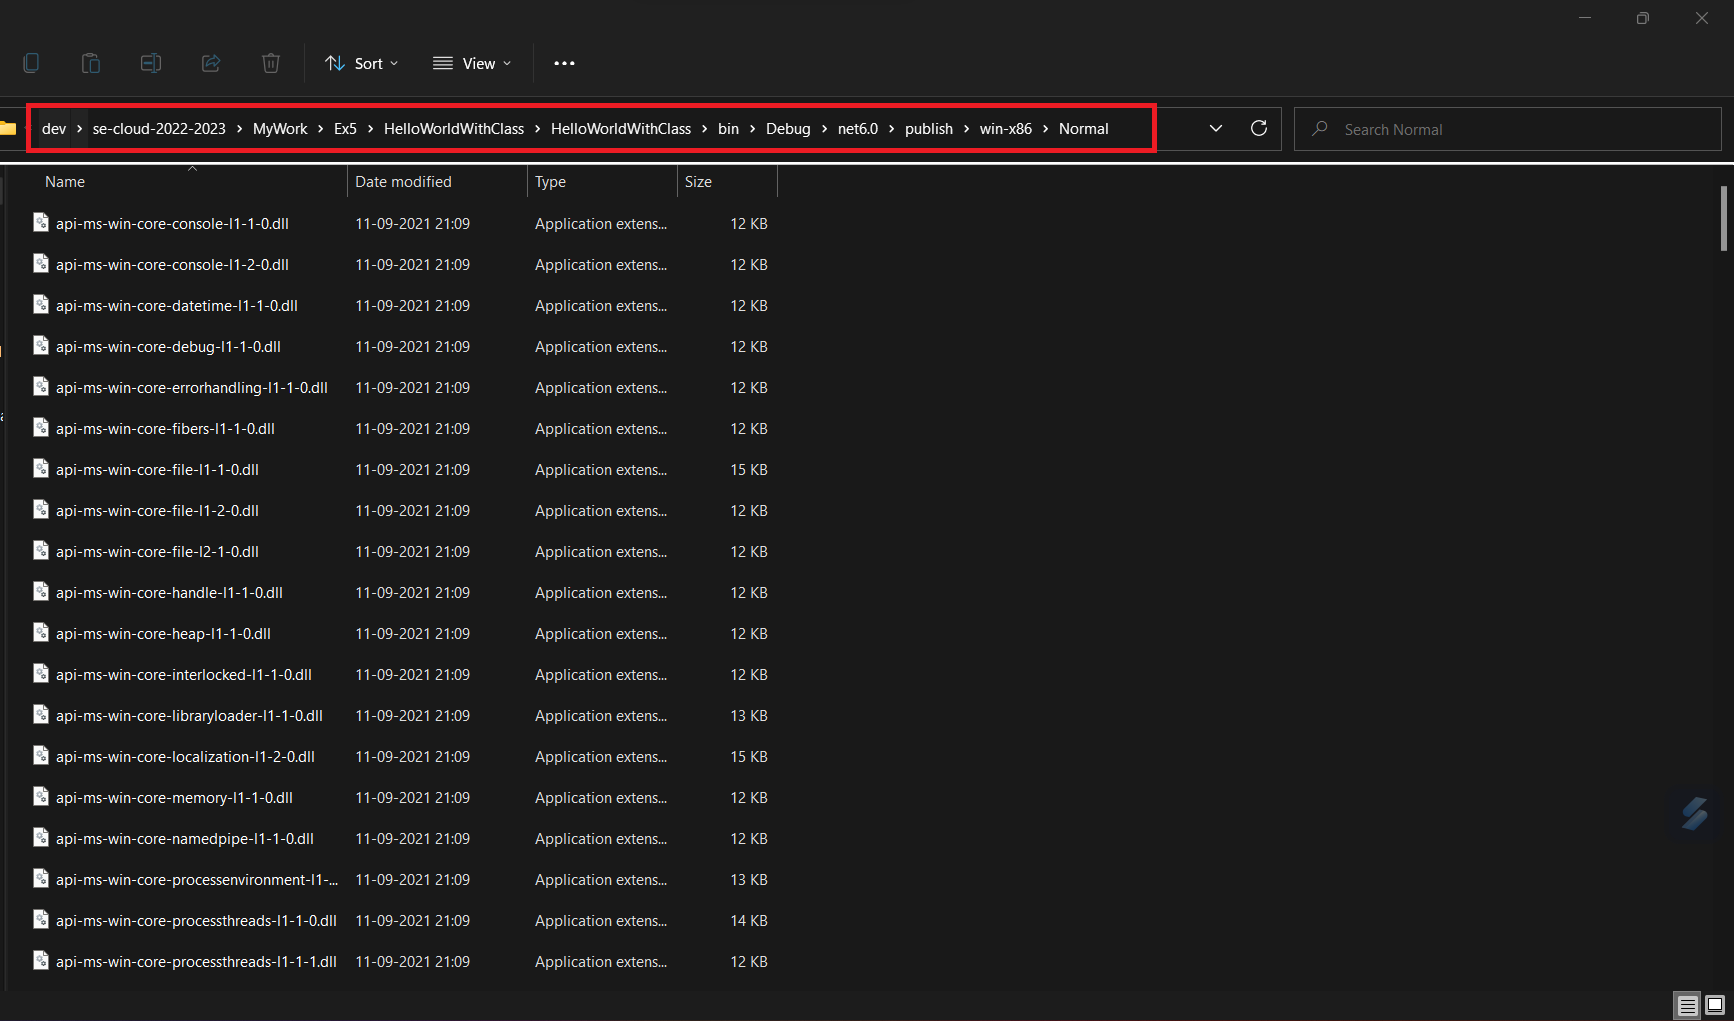 Sort View •••
dev > se-cloud-2022-2023 > MyWork > Ex5 > HelloWorldWithClass > HelloWorldWithClass > bin > Debug > net6.0 > publish > win-x86 > Normal Search Normal
Name Date modified Type Size
api-ms-win-core-console-l1-1-0.dll 11-09-2021 21:09 Application extens... 12 KB
api-ms-win-core-console-l1-2-0.dll 11-09-2021 21:09 Application extens... 12 KB
api-ms-win-core-datetime-l1-1-0.dll 11-09-2021 21:09 Application extens... 12 KB
api-ms-win-core-debug-l1-1-0.dll 11-09-2021 21:09 Application extens... 12 KB
api-ms-win-core-errorhandling-l1-1-0.dll 11-09-2021 21:09 Application extens... 12 KB
api-ms-win-core-fibers-l1-1-0.dll 11-09-2021 21:09 Application extens... 12 KB
api-ms-win-core-file-l1-1-0.dll 11-09-2021 21:09 Application extens... 15 KB
api-ms-win-core-file-l1-2-0.dll 11-09-2021 21:09 Application extens... 12 KB
api-ms-win-core-file-l2-1-0.dll 11-09-2021 21:09 Application extens... 12 KB
api-ms-win-core-handle-l1-1-0.dll 11-09-2021 21:09 Application extens... 12 KB
api-ms-win-core-heap-l1-1-0.dll 11-09-2021 21:09 Application extens... 12 KB
api-ms-win-core-interlocked-l1-1-0.dll 11-09-2021 21:09 Application extens... 12 KB
api-ms-win-core-libraryloader-l1-1-0.dll 11-09-2021 21:09 Application extens... 13 KB
api-ms-win-core-localization-l1-2-0.dll 11-09-2021 21:09 Application extens... 15 KB
api-ms-win-core-memory-l1-1-0.dll 11-09-2021 21:09 Application extens... 12 KB
api-ms-win-core-namedpipe-l1-1-0.dll 11-09-2021 21:09 Application extens... 12 KB
api-ms-win-core-processenvironment-l1-... 11-09-2021 21:09 Application extens... 13 KB
api-ms-win-core-processthreads-l1-1-0.dll 11-09-2021 21:09 Application extens... 14 KB
api-ms-win-core-processthreads-l1-1-1.dll 11-09-2021 21:09 Application extens... 12 KB